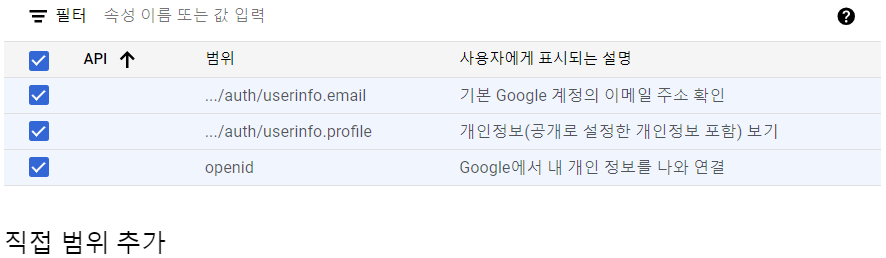 필터 속성 이름 또는 값 입력
API 범위 사용자에게 표시되는 설명
.../auth/userinfo.email 기본 Google 계정의 이메일 주소 확인
.../auth/userinfo.profile 개인정보(공개로 설정한 개인정보 포함) 보기
openid Google에서 내 개인 정보를 나와 연결
직접 범위 추가